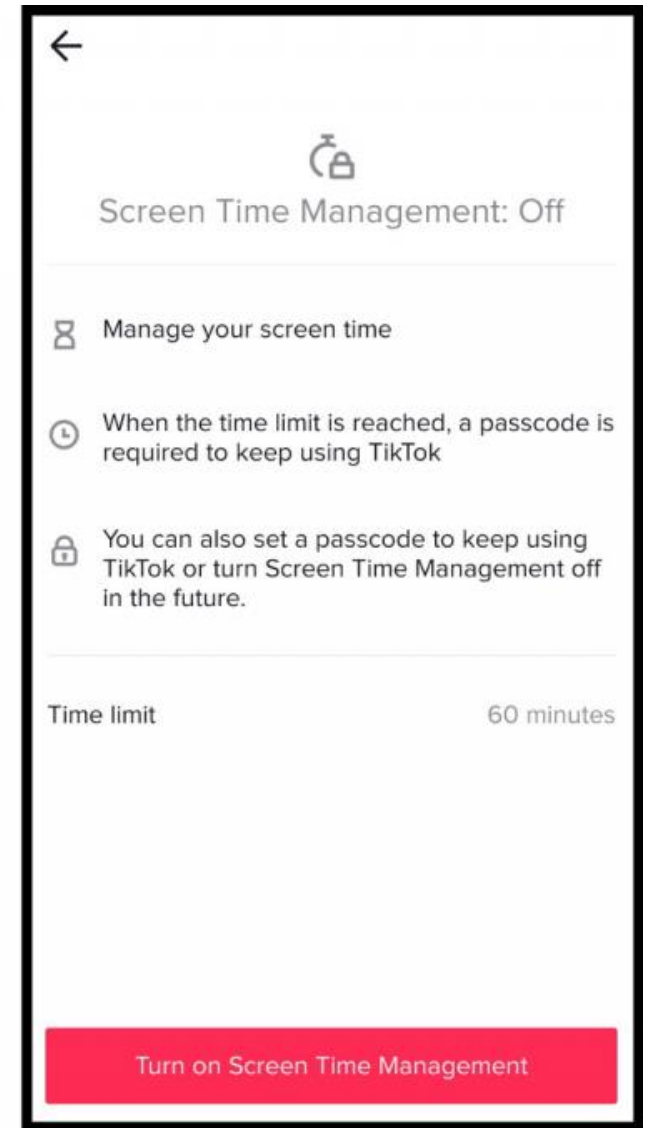 Screen Time Management: Off
Manage your screen time
When the time limit is reached, a passcode is
required to keep using TikTok
You can also set a passcode to keep using
TikTok or turn Screen Time Management off
in the future.
Time limit 60 minutes
Turn on Screen Time Management